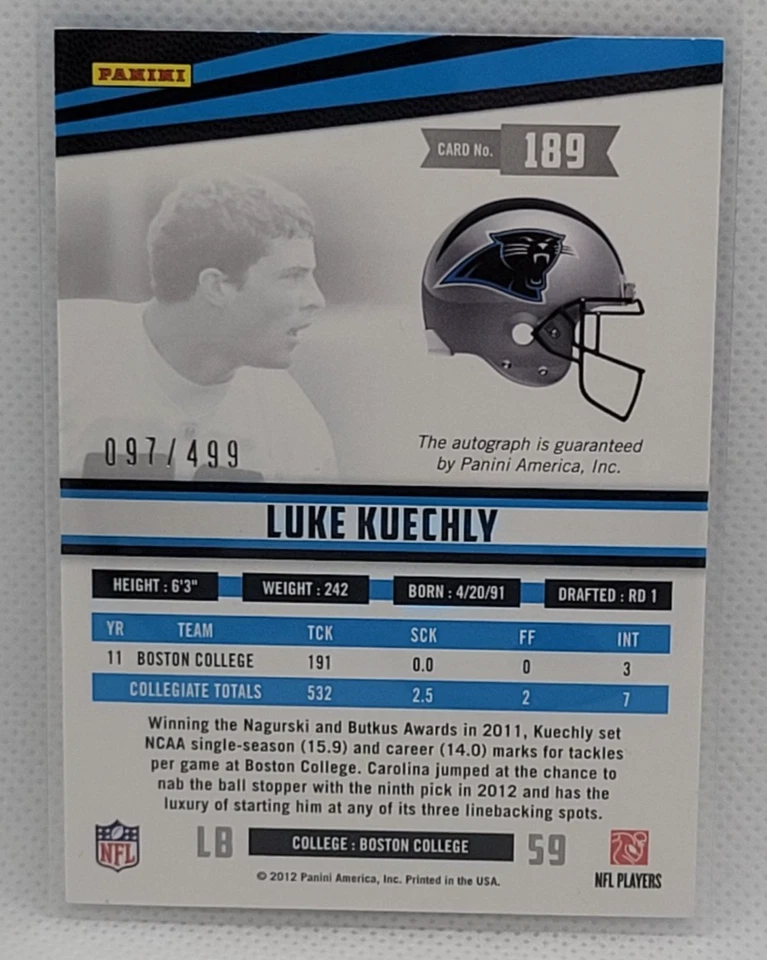 PANINI
CARD No. 189
097/499
The autograph is guaranteed
by Panini America, Inc.
LUKE KUECHLY
HEIGHT : 6'3" WEIGHT : 242 BORN : 4/20/91 DRAFTED : RD 1
YR TEAM TCK SCK FF INT
11 BOSTON COLLEGE 191 0.0 0 3
COLLEGIATE TOTALS 532 2.5 2 7
Winning the Nagurski and Butkus Awards in 2011, Kuechly set
NCAA single-season (15.9) and career (14.0) marks for tackles
per game at Boston College. Carolina jumped at the chance to
nab the ball stopper with the ninth pick in 2012 and has the
luxury of starting him at any of its three linebacking spots.
NFL LB COLLEGE : BOSTON COLLEGE 59
NFL PLAYERS
© 2012 Panini America, Inc. Printed in the USA.